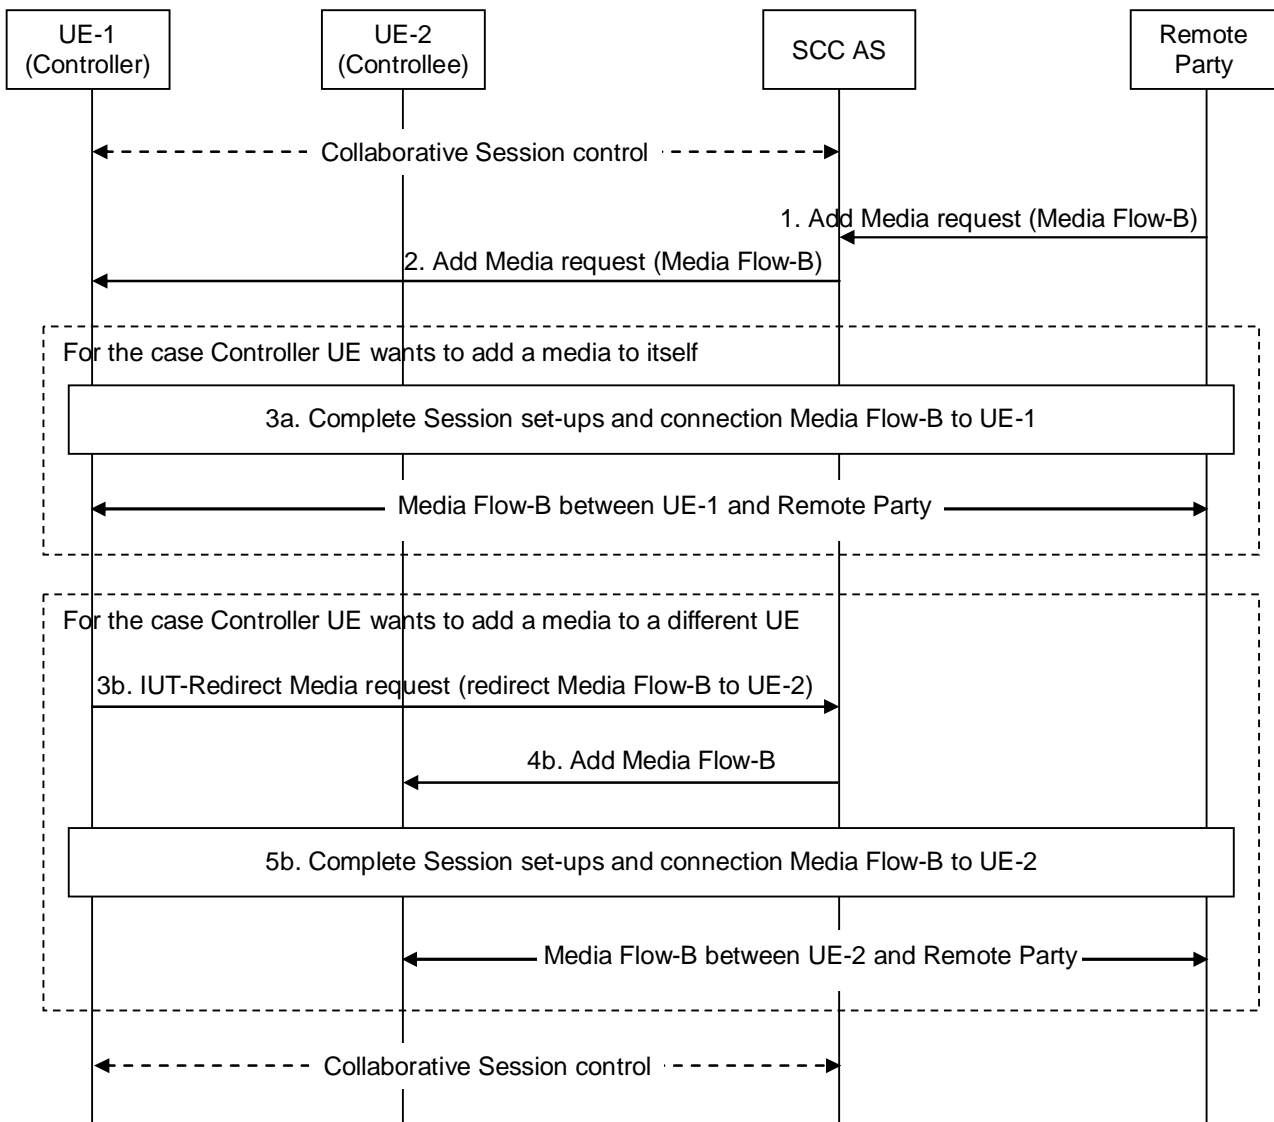 UE-1
(Controller)
UE-2
(Controllee)
SCC AS
Remote
Party
Collaborative Session control
1. Add Media request (Media Flow-B)
2. Add Media request (Media Flow-B)
For the case Controller UE wants to add a media to itself
3a. Complete Session set-ups and connection Media Flow-B to UE-1
Media Flow-B between UE-1 and Remote Party
For the case Controller UE wants to add a media to a different UE
3b. IUT-Redirect Media request (redirect Media Flow-B to UE-2)
4b. Add Media Flow-B
5b. Complete Session set-ups and connection Media Flow-B to UE-2
Media Flow-B between UE-2 and Remote Party
Collaborative Session control